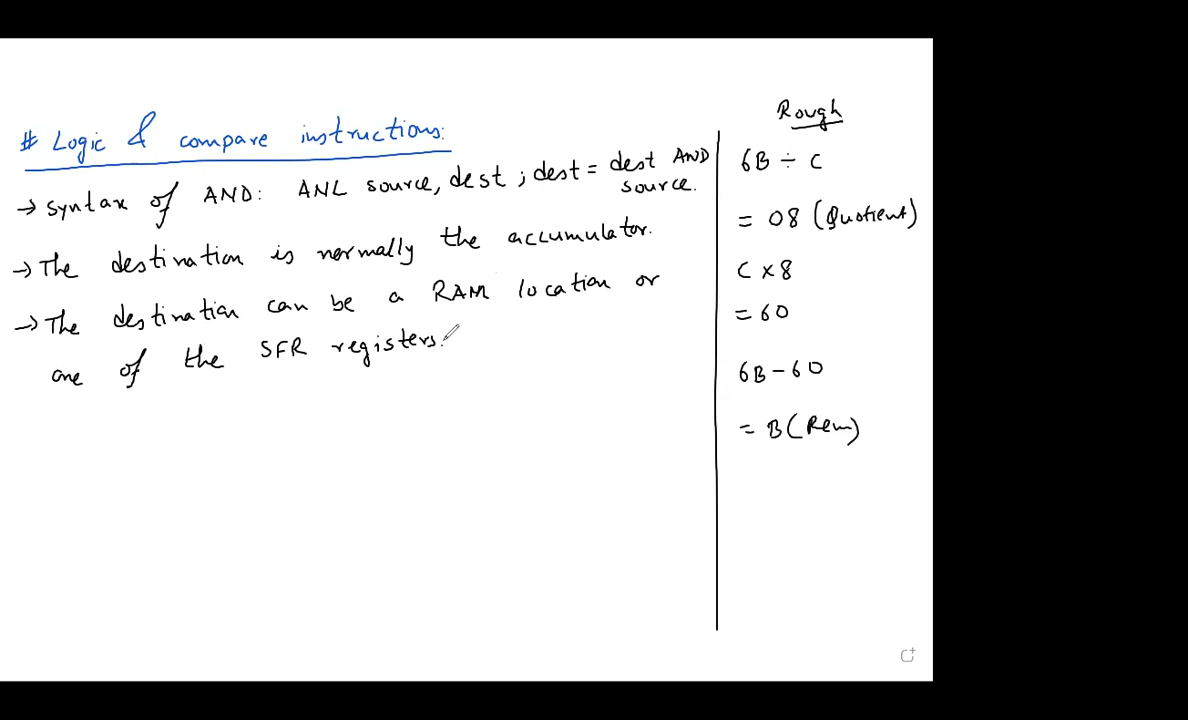 # Logic & compare instructions:
→ Syntax of AND: ANL source, dest ; dest = dest AND
source.
→ The destination is normally the accumulator.
→ The destination can be a RAM location or
one of the SFR registers.
Rough
6B ÷ C
= 08 (Quotient)
C x 8
= 60
6B - 60
= B (Rem)